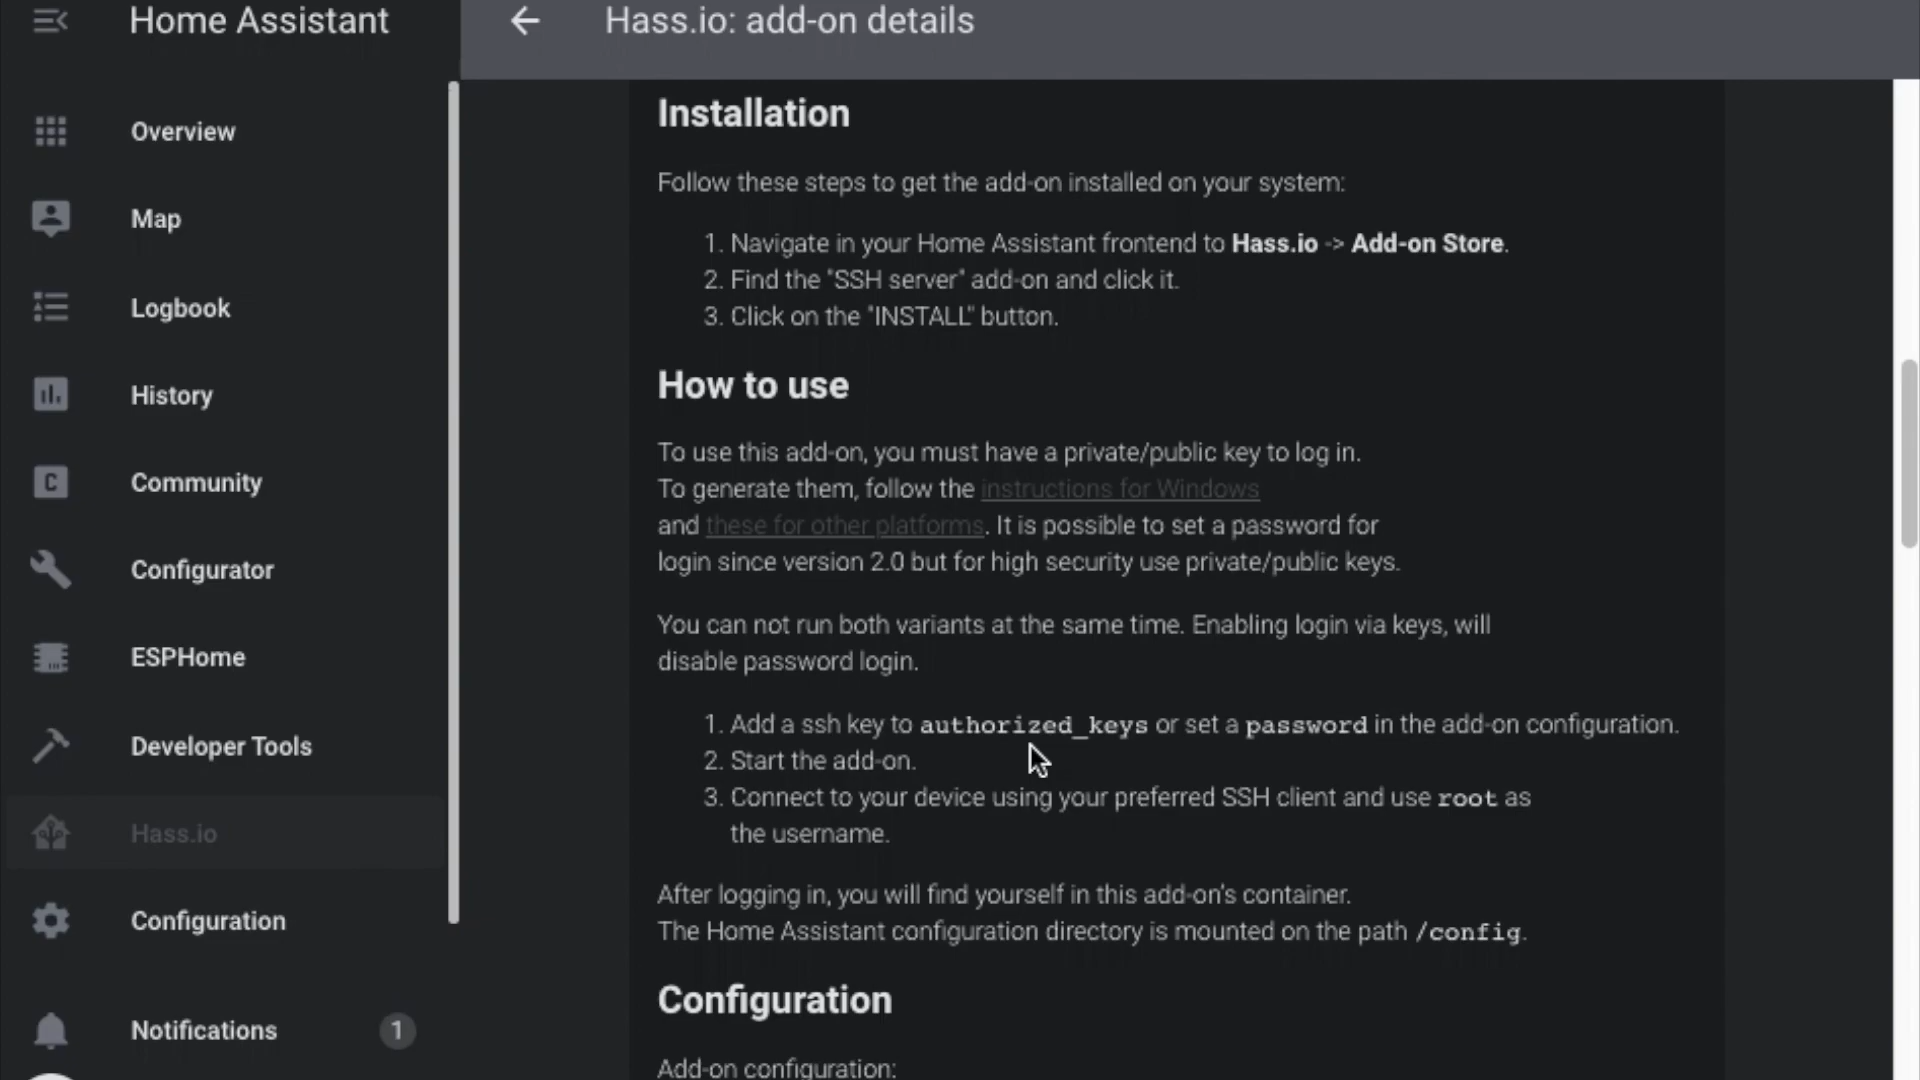 Home Assistant
Hass.io: add-on details
Overview
Map
Logbook
History
C
Community
Configurator
ESPHome
Developer Tools
Hass.io
Configuration
Notifications
1
Installation
Follow these steps to get the add-on installed on your system:
1. Navigate in your Home Assistant frontend to Hass.io -> Add-on Store.
2. Find the "SSH server" add-on and click it.
3. Click on the "INSTALL" button.
How to use
To use this add-on, you must have a private/public key to log in.
To generate them, follow the instructions for Windows
and these for other platforms. It is possible to set a password for
login since version 2.0 but for high security use private/public keys.
You can not run both variants at the same time. Enabling login via keys, will
disable password login.
1. Add a ssh key to authorized_keys or set a password in the add-on configuration.
2. Start the add-on.
3. Connect to your device using your preferred SSH client and use root as
the username.
After logging in, you will find yourself in this add-on's container.
The Home Assistant configuration directory is mounted on the path /config.
Configuration
Add-on configuration: